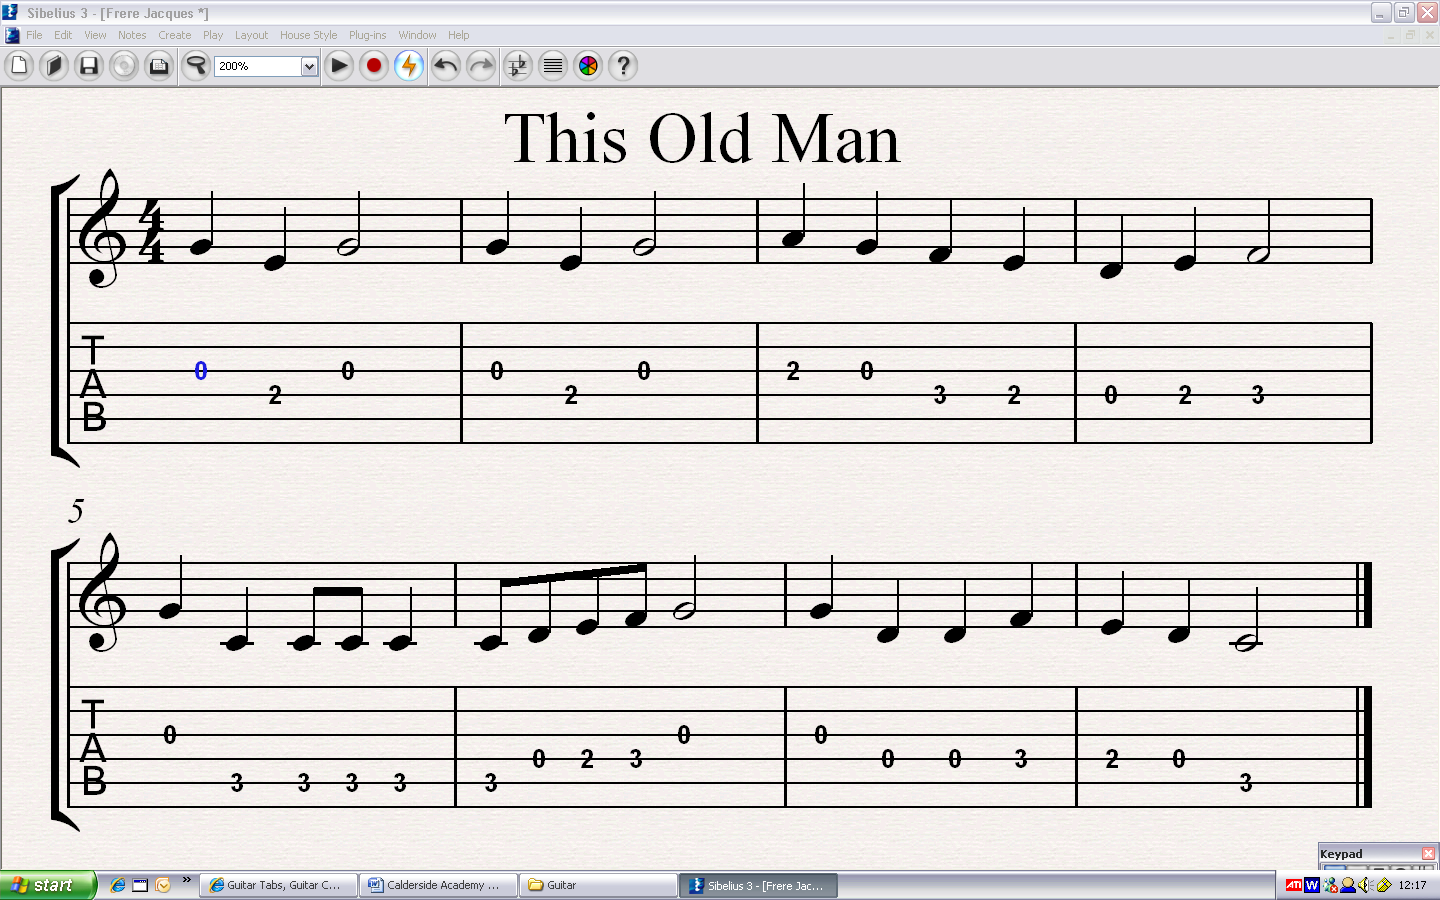 Sibelius 3 - [Frere Jacques *]
File Edit View Notes Create Play Layout House Style Plug-ins Window Help
200% ?
This Old Man
4
4
T
A
B
0 2 0 0 2 0 2 0 3 2 0 2 3
5
T
A
B
0 3 3 3 3 3 0 2 3 0 0 0 0 3 2 0 3
Keypad
start » Guitar Tabs, Guitar C... Calderside Academy ... Guitar Sibelius 3 - [Frere Jac... ATI W 12:17